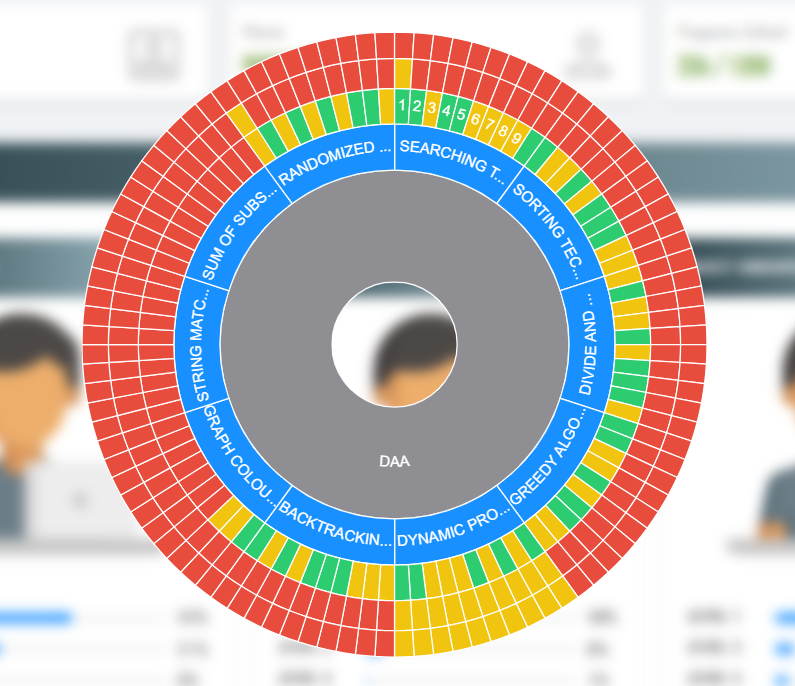 1 2 3 4 5 6 7 8 9
SEARCHING T...
SORTING TEC...
DIVIDE AND ...
GREEDY ALGO...
DYNAMIC PRO...
BACKTRACKIN...
GRAPH COLOU...
STRING MATC...
SUM OF SUBS...
RANDOMIZED ...
DAA